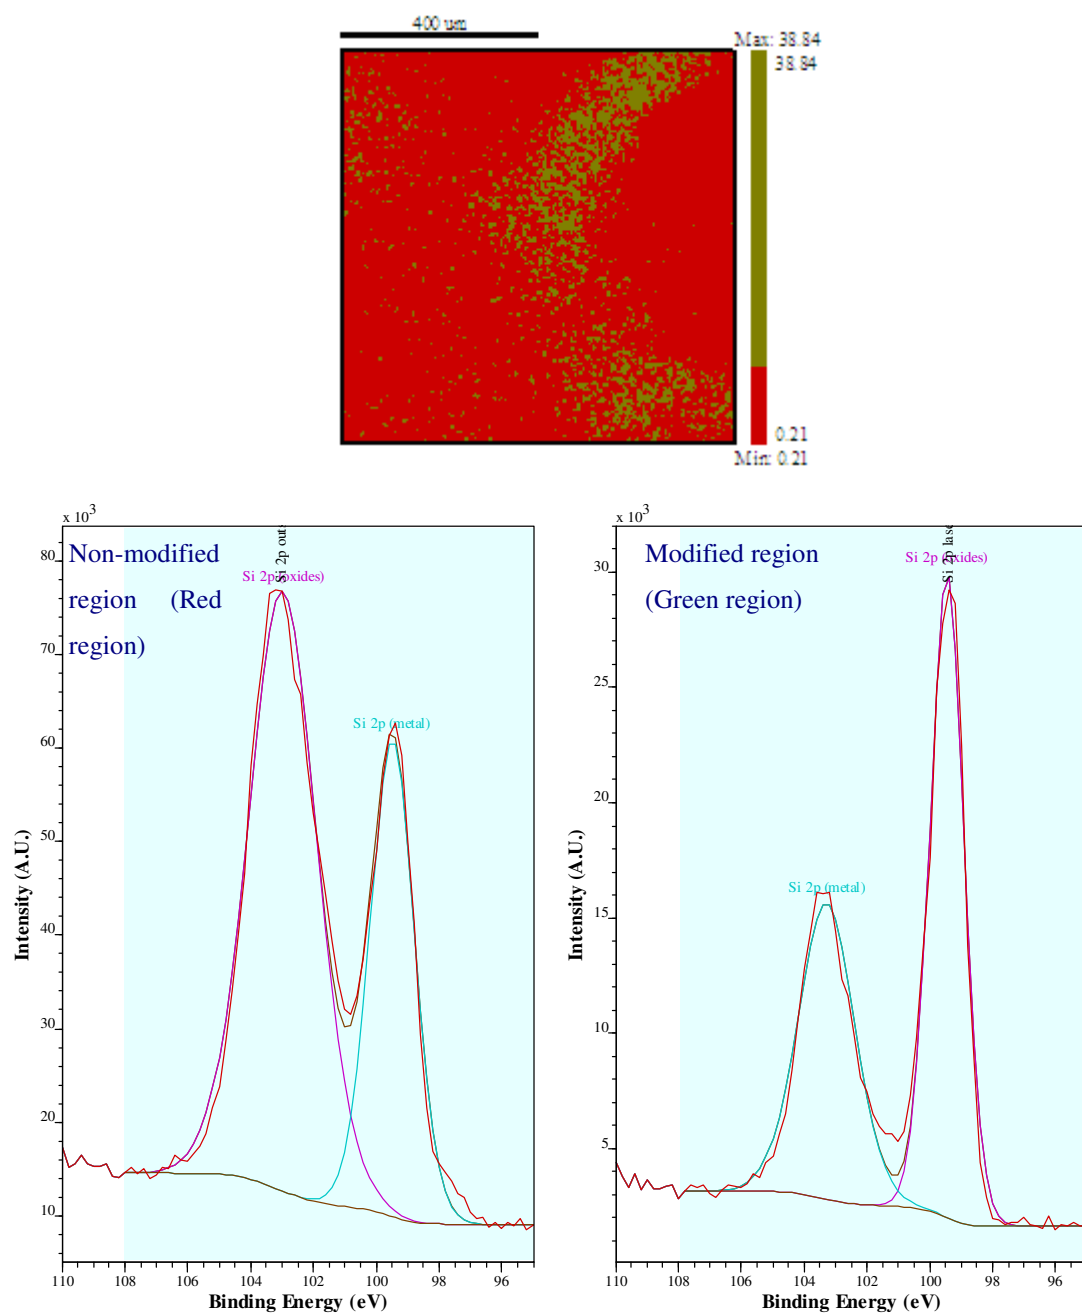 400 um
Max: 38.84
38.84
0.21
Min: 0.21
x 10³
Non-modified
region (Red
region)
Si 2p out
Si 2p (oxides)
Si 2p (metal)
80
70
60
50
40
30
20
10
Intensity (A.U.)
110 108 106 104 102 100 98 96
Binding Energy (eV)
x 10³
Modified region
(Green region)
Si 2p lase
Si 2p (oxides)
Si 2p (metal)
30
25
20
15
10
5
Intensity (A.U.)
110 108 106 104 102 100 98 96
Binding Energy (eV)